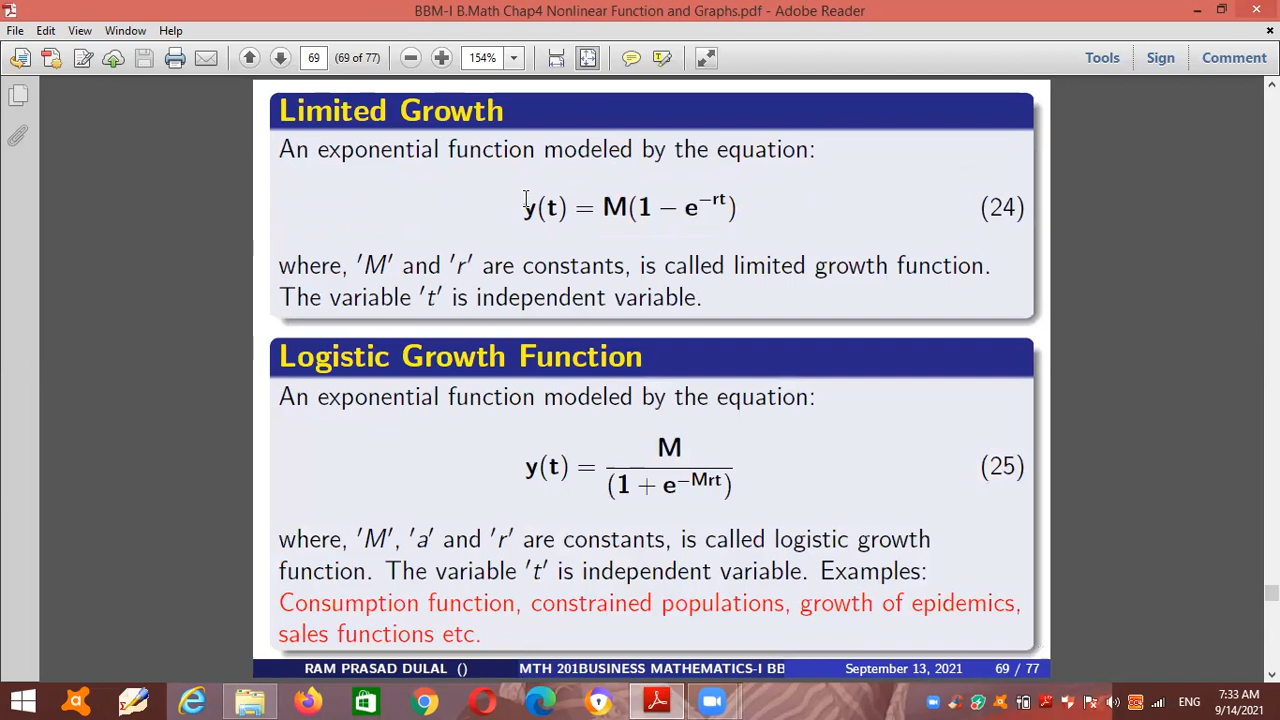 BBM-I B.Math Chap4 Nonlinear Function and Graphs.pdf - Adobe Reader
File Edit View Window Help
69 (69 of 77) 154% Tools Sign Comment
Limited Growth
An exponential function modeled by the equation:
y(t) = M(1 − e^{−rt}) (24)
where, 'M' and 'r' are constants, is called limited growth function.
The variable 't' is independent variable.
Logistic Growth Function
An exponential function modeled by the equation:
y(t) = M / (1 + e^{−Mrt}) (25)
where, 'M', 'a' and 'r' are constants, is called logistic growth
function. The variable 't' is independent variable. Examples:
Consumption function, constrained populations, growth of epidemics,
sales functions etc.
RAM PRASAD DULAL () MTH 201BUSINESS MATHEMATICS-I BB September 13, 2021 69 / 77
ENG 7:33 AM
9/14/2021